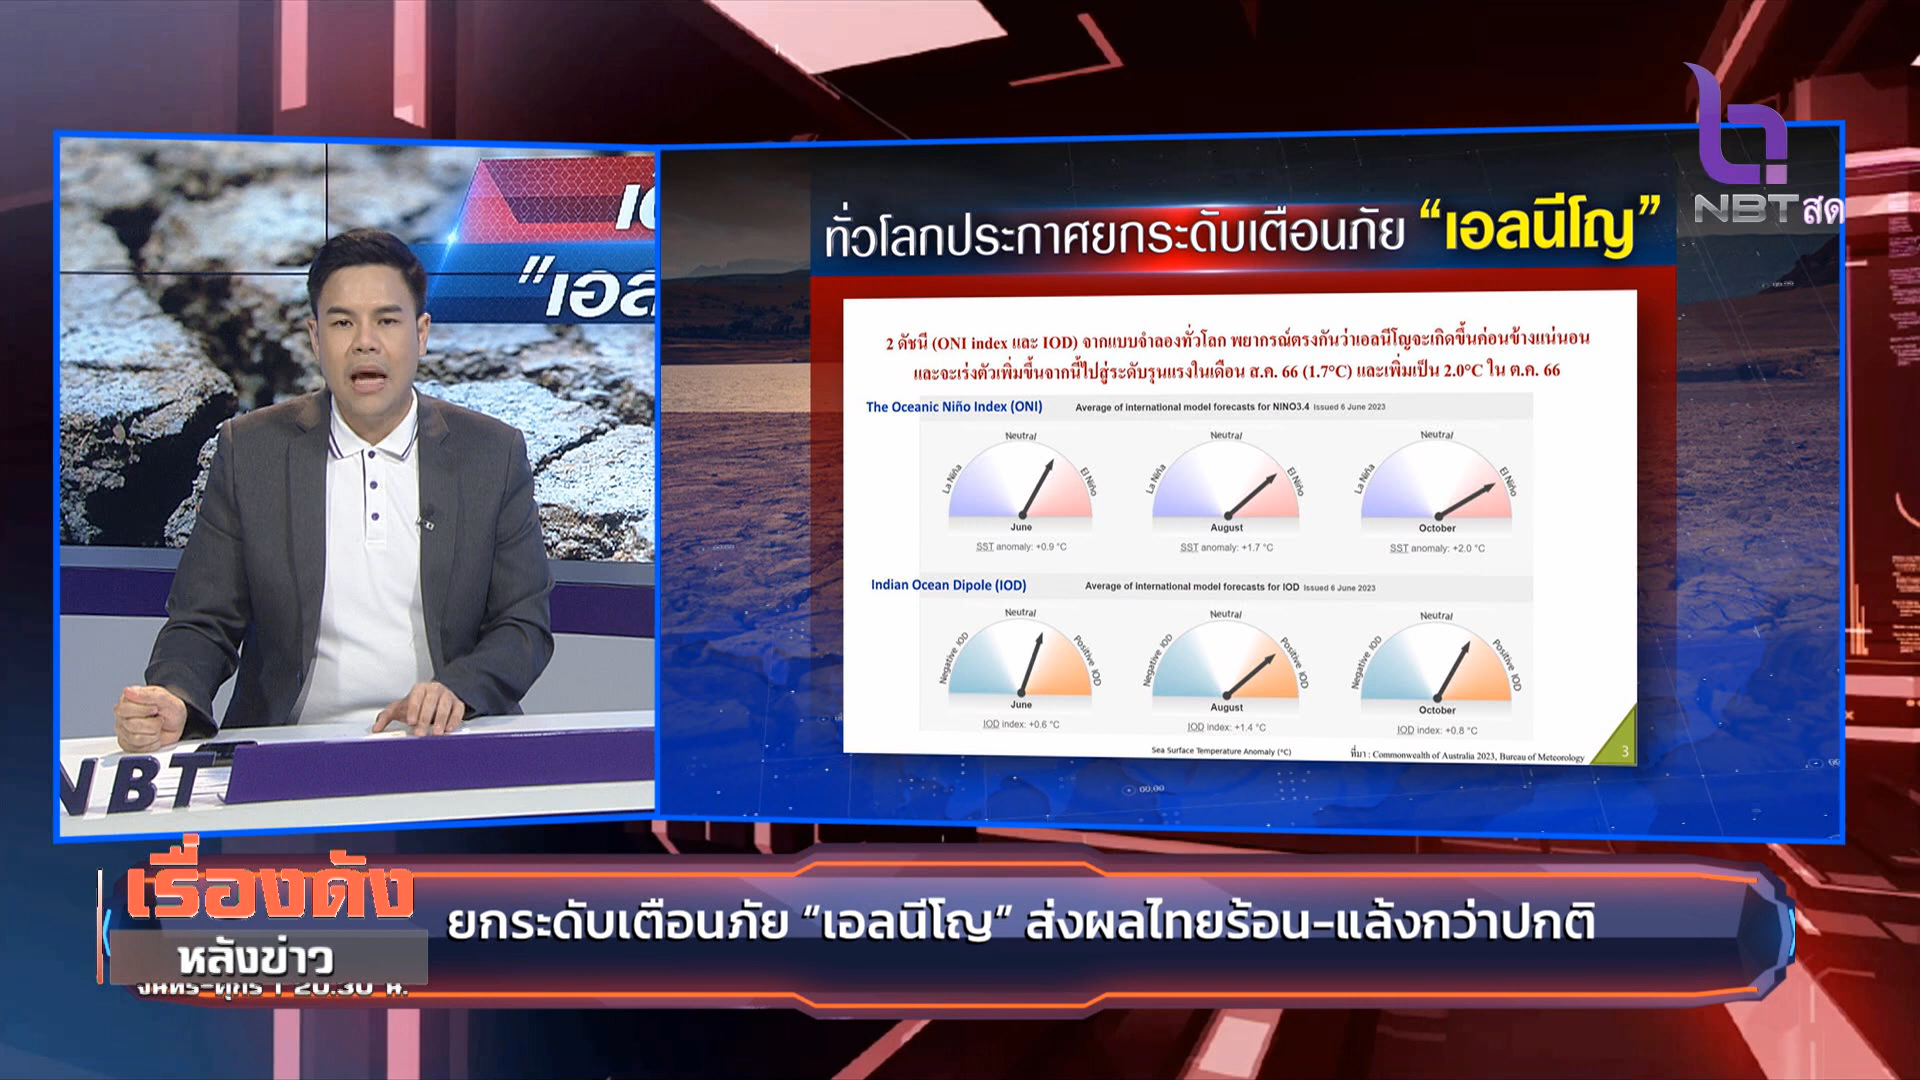 NBT สด
ทั่วโลกประกาศยกระดับเตือนภัย “เอลนีโญ”
2 ดัชนี (ONI index และ IOD) จากแบบจำลองทั่วโลก พยากรณ์ตรงกันว่าเอลนีโญจะเกิดขึ้นค่อนข้างแน่นอน
และจะเร่งตัวเพิ่มขึ้นจากนี้ไปสู่ระดับรุนแรงในเดือน ส.ค. 66 (1.7°C) และเพิ่มเป็น 2.0°C ใน ต.ค. 66
The Oceanic Niño Index (ONI) Average of international model forecasts for NINO3.4 Issued 6 June 2023
Neutral Neutral Neutral
La Niña El Niño La Niña El Niño La Niña El Niño
June August October
SST anomaly: +0.9 °C SST anomaly: +1.7 °C SST anomaly: +2.0 °C
Indian Ocean Dipole (IOD) Average of international model forecasts for IOD Issued 6 June 2023
Neutral Neutral Neutral
Negative IOD Positive IOD Negative IOD Positive IOD Negative IOD Positive IOD
June August October
IOD index: +0.6 °C IOD index: +1.4 °C IOD index: +0.8 °C
Sea Surface Temperature Anomaly (°C) ที่มา : Commonwealth of Australia 2023, Bureau of Meteorology
3
"เอล
NBT
เรื่องดัง
หลังข่าว
จันทร์-ศุกร์ | 20.30 น.
ยกระดับเตือนภัย “เอลนีโญ” ส่งผลไทยร้อน-แล้งกว่าปกติ